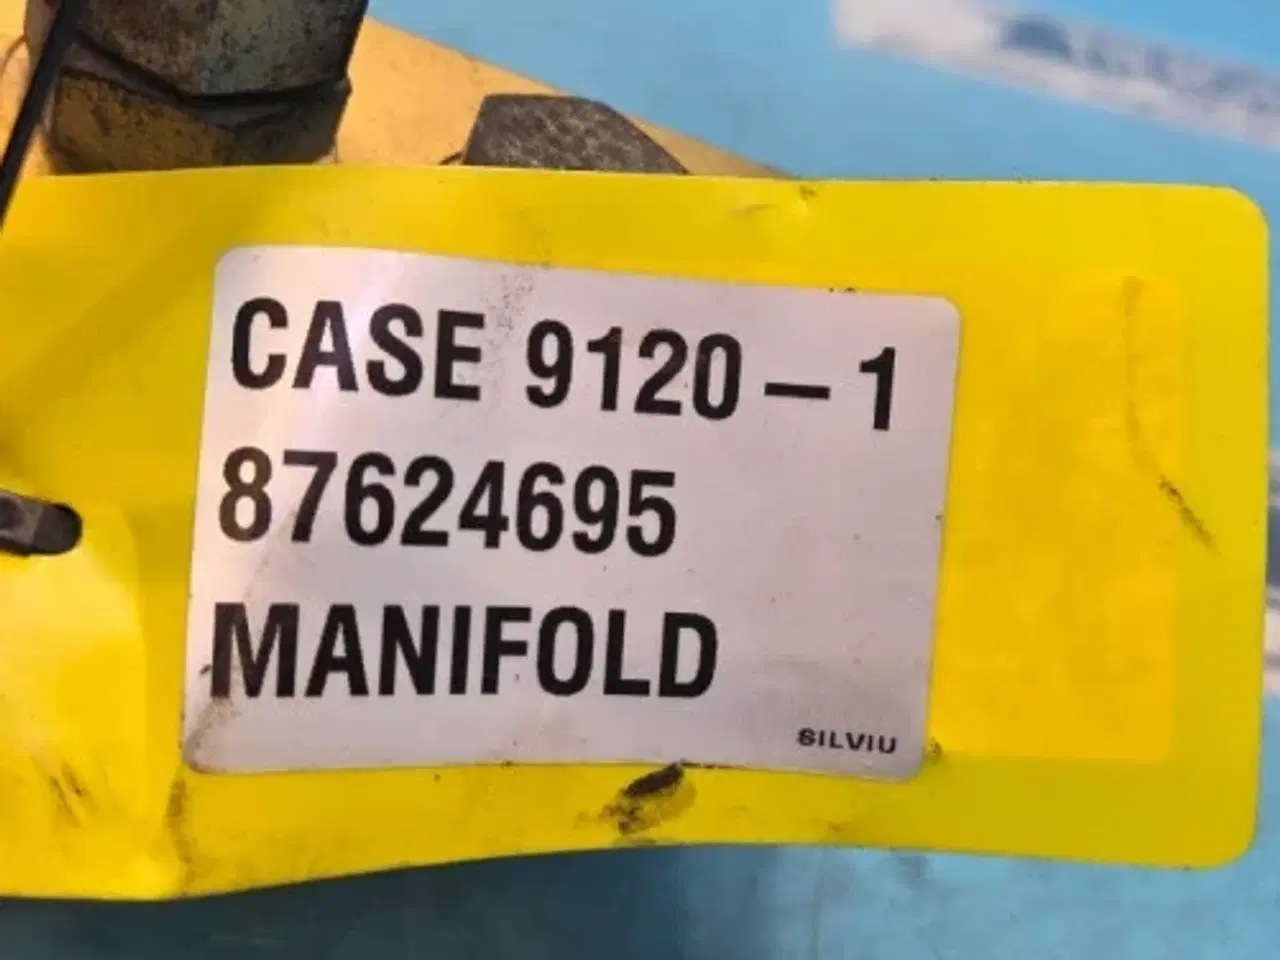 CASE 9120 – 1
87624695
MANIFOLD
SILVIU